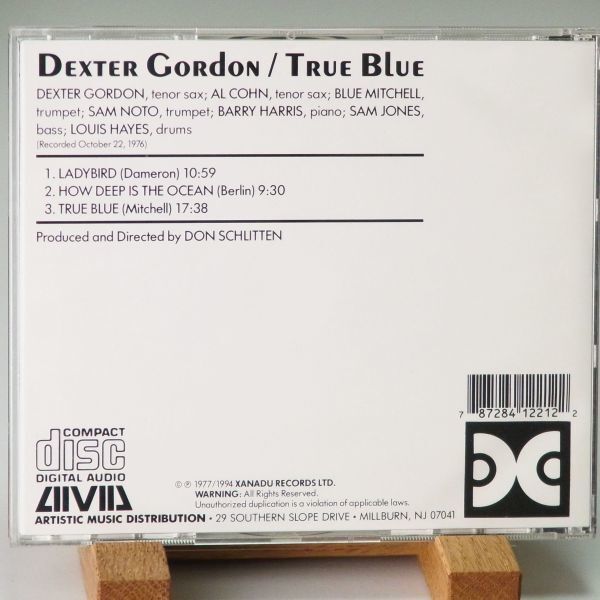 DEXTER GORDON / TRUE BLUE
DEXTER GORDON, tenor sax; AL COHN, tenor sax; BLUE MITCHELL,
trumpet; SAM NOTO, trumpet; BARRY HARRIS, piano; SAM JONES,
bass; LOUIS HAYES, drums
(Recorded October 22, 1976)
1. LADYBIRD (Dameron) 10:59
2. HOW DEEP IS THE OCEAN (Berlin) 9:30
3. TRUE BLUE (Mitchell) 17:38
Produced and Directed by DON SCHLITTEN
7 87284 12212 2
COMPACT
disc
DIGITAL AUDIO
© ℗ 1977/1994 XANADU RECORDS LTD.
WARNING: All Rights Reserved.
Unauthorized duplication is a violation of applicable laws.
AMD
ARTISTIC MUSIC DISTRIBUTION • 29 SOUTHERN SLOPE DRIVE • MILLBURN, NJ 07041